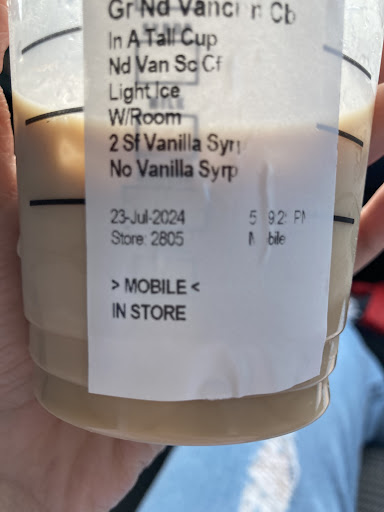 Gr Nd Cb
In A Tall Cup
Nd Van Sc Cf
Light Ice
W/Room
2 Sf Vanilla Syrp
No Vanilla Syrp
23-Jul-2024
Store: 2805 Mobile
> MOBILE <
IN STORE